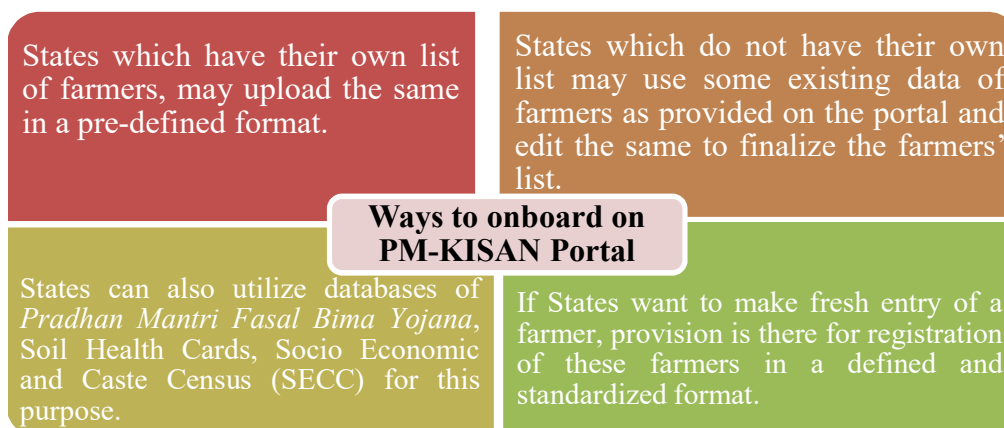 States which have their own list
of farmers, may upload the same
in a pre-defined format.
States which do not have their own
list may use some existing data of
farmers as provided on the portal and
edit the same to finalize the farmers’
list.
Ways to onboard on
PM-KISAN Portal
States can also utilize databases of
Pradhan Mantri Fasal Bima Yojana,
Soil Health Cards, Socio Economic
and Caste Census (SECC) for this
purpose.
If States want to make fresh entry of a
farmer, provision is there for registration
of these farmers in a defined and
standardized format.